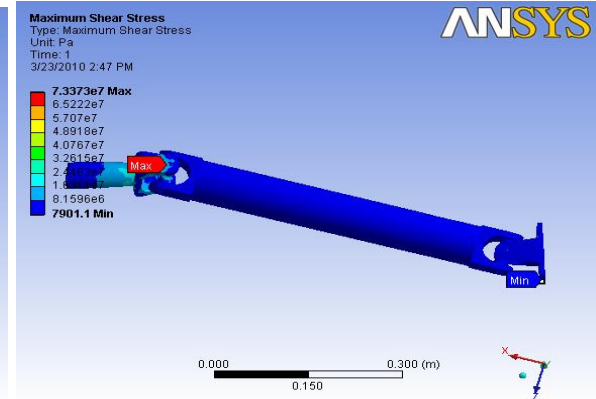 Maximum Shear Stress
Type: Maximum Shear Stress
Unit: Pa
Time: 1
3/23/2010 2:47 PM
ANSYS
7.3373e7 Max
6.5222e7
5.707e7
4.8918e7
4.0767e7
3.2615e7
8.1596e6
7901.1 Min
Max
Min
0.000
0.300 (m)
0.150
X
Y
Z